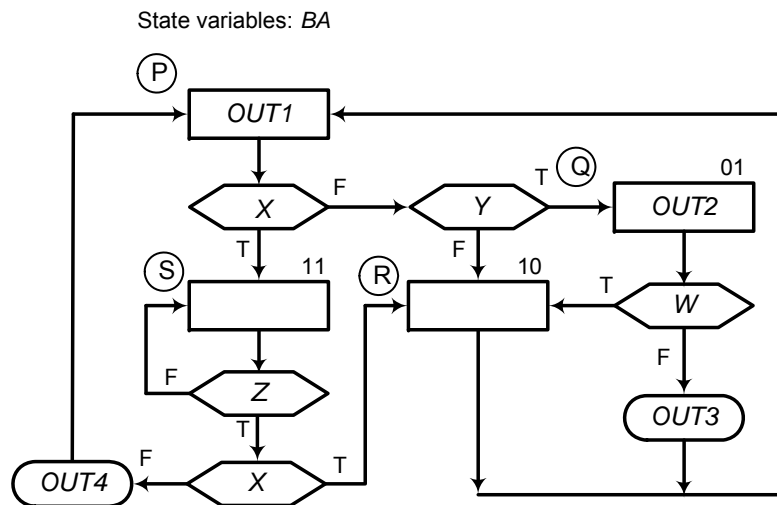 State variables: BA
P
OUT1
F
T
Q
01
X
Y
OUT2
T
F
S
11
R
10
T
W
F
F
Z
T
OUT3
F
T
OUT4
X